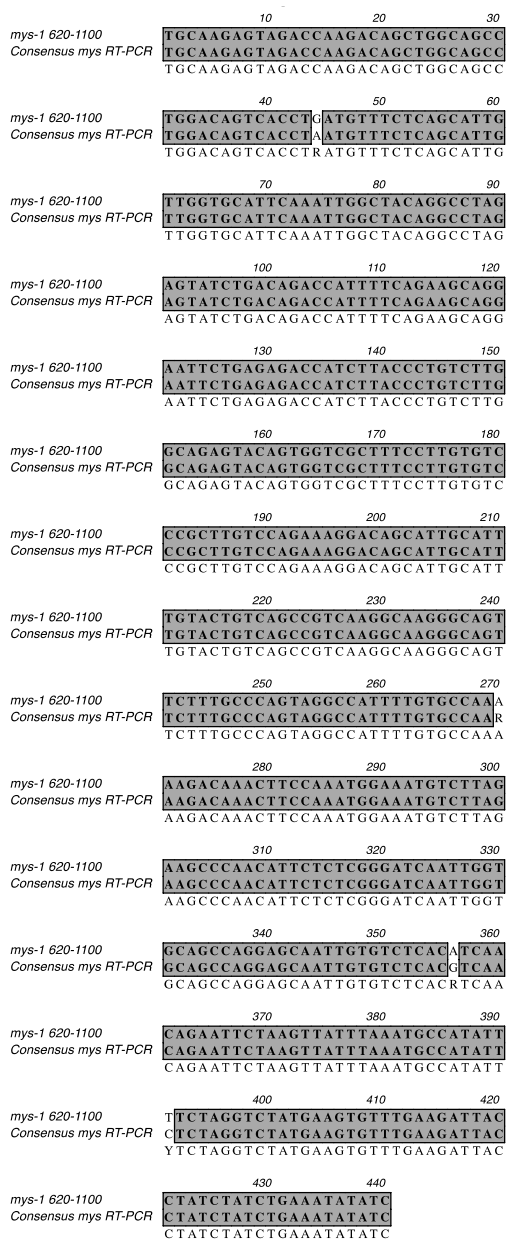 10 20 30
mys-1 620-1100 TGCAAGAGTAGACCAAGACAGCTGGCAGCC
Consensus mys RT-PCR TGCAAGAGTAGACCAAGACAGCTGGCAGCC
TGCAAGAGTAGACCAAGACAGCTGGCAGCC
40 50 60
mys-1 620-1100 TGGACAGTCACCTGATGTTTCTCAGCATTG
Consensus mys RT-PCR TGGACAGTCACCTAATGTTTCTCAGCATTG
TGGACAGTCACCTRATGTTTCTCAGCATTG
70 80 90
mys-1 620-1100 TTGGTGCATTCAAATTGGCTACAGGCCTAG
Consensus mys RT-PCR TTGGTGCATTCAAATTGGCTACAGGCCTAG
TTGGTGCATTCAAATTGGCTACAGGCCTAG
100 110 120
mys-1 620-1100 AGTATCTGACAGACCATTTTCAGAAGCAGG
Consensus mys RT-PCR AGTATCTGACAGACCATTTTCAGAAGCAGG
AGTATCTGACAGACCATTTTCAGAAGCAGG
130 140 150
mys-1 620-1100 AATTCTGAGAGACCATCTTACCCTGTCTTG
Consensus mys RT-PCR AATTCTGAGAGACCATCTTACCCTGTCTTG
AATTCTGAGAGACCATCTTACCCTGTCTTG
160 170 180
mys-1 620-1100 GCAGAGTACAGTGGTCGCTTTCCTTGTGTC
Consensus mys RT-PCR GCAGAGTACAGTGGTCGCTTTCCTTGTGTC
GCAGAGTACAGTGGTCGCTTTCCTTGTGTC
190 200 210
mys-1 620-1100 CCGCTTGTCCAGAAAGGACAGCATTGCATT
Consensus mys RT-PCR CCGCTTGTCCAGAAAGGACAGCATTGCATT
CCGCTTGTCCAGAAAGGACAGCATTGCATT
220 230 240
mys-1 620-1100 TGTACTGTCAGCCGTCAAGGCAAGGGCAGT
Consensus mys RT-PCR TGTACTGTCAGCCGTCAAGGCAAGGGCAGT
TGTACTGTCAGCCGTCAAGGCAAGGGCAGT
250 260 270
mys-1 620-1100 TCTTTGCCCAGTAGGCCATTTTGTGCCAAA
Consensus mys RT-PCR TCTTTGCCCAGTAGGCCATTTTGTGCCAAR
TCTTTGCCCAGTAGGCCATTTTGTGCCAAA
280 290 300
mys-1 620-1100 AAGACAAACTTCCAAATGGAAATGTCTTAG
Consensus mys RT-PCR AAGACAAACTTCCAAATGGAAATGTCTTAG
AAGACAAACTTCCAAATGGAAATGTCTTAG
310 320 330
mys-1 620-1100 AAGCCCAACATTCTCTCGGGATCAATTGGT
Consensus mys RT-PCR AAGCCCAACATTCTCTCGGGATCAATTGGT
AAGCCCAACATTCTCTCGGGATCAATTGGT
340 350 360
mys-1 620-1100 GCAGCCAGGAGCAATTGTGTCTCACATCAA
Consensus mys RT-PCR GCAGCCAGGAGCAATTGTGTCTCACGTCAA
GCAGCCAGGAGCAATTGTGTCTCACRTCAA
370 380 390
mys-1 620-1100 CAGAATTCTAAGTTATTTAAATGCCATATT
Consensus mys RT-PCR CAGAATTCTAAGTTATTTAAATGCCATATT
CAGAATTCTAAGTTATTTAAATGCCATATT
400 410 420
mys-1 620-1100 TTCTAGGTCTATGAAGTGTTTGAAGATTAC
Consensus mys RT-PCR CTCTAGGTCTATGAAGTGTTTGAAGATTAC
YTCTAGGTCTATGAAGTGTTTGAAGATTAC
430 440
mys-1 620-1100 CTATCTATCTGAAATATATC
Consensus mys RT-PCR CTATCTATCTGAAATATATC
CTATCTATCTGAAATATATC